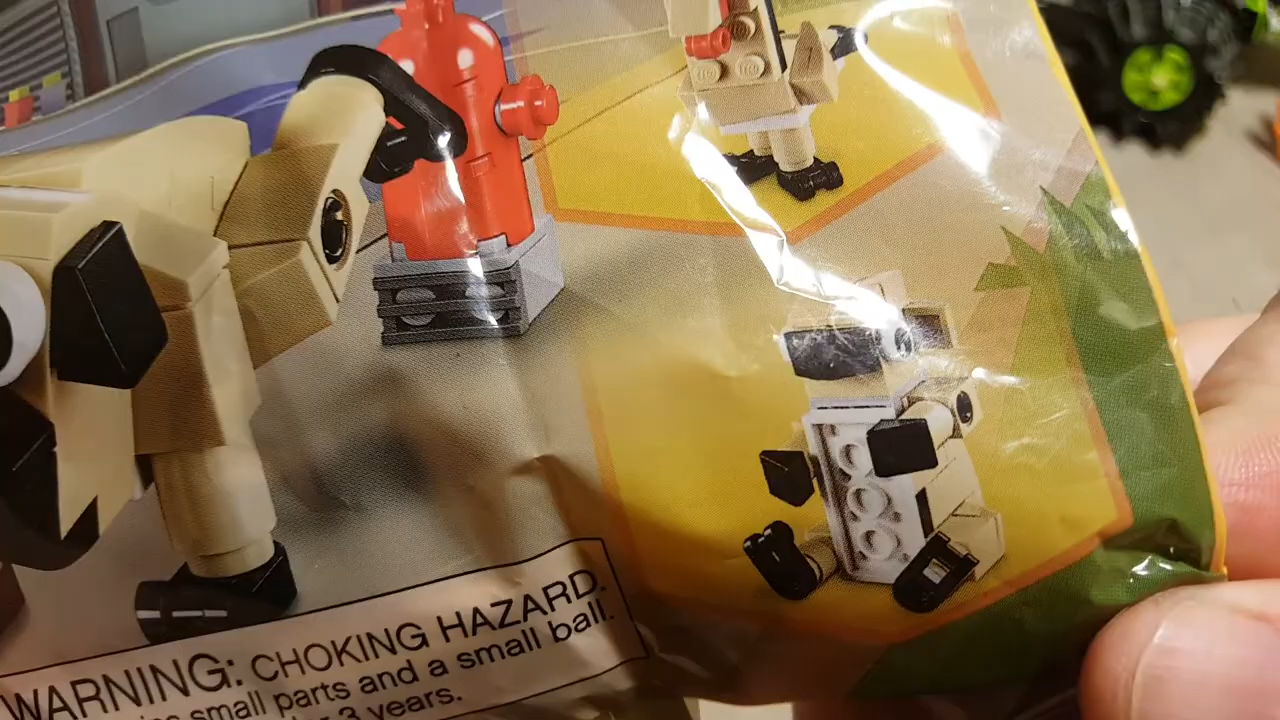 WARNING: CHOKING HAZARD.
small parts and a small ball.
3 years.